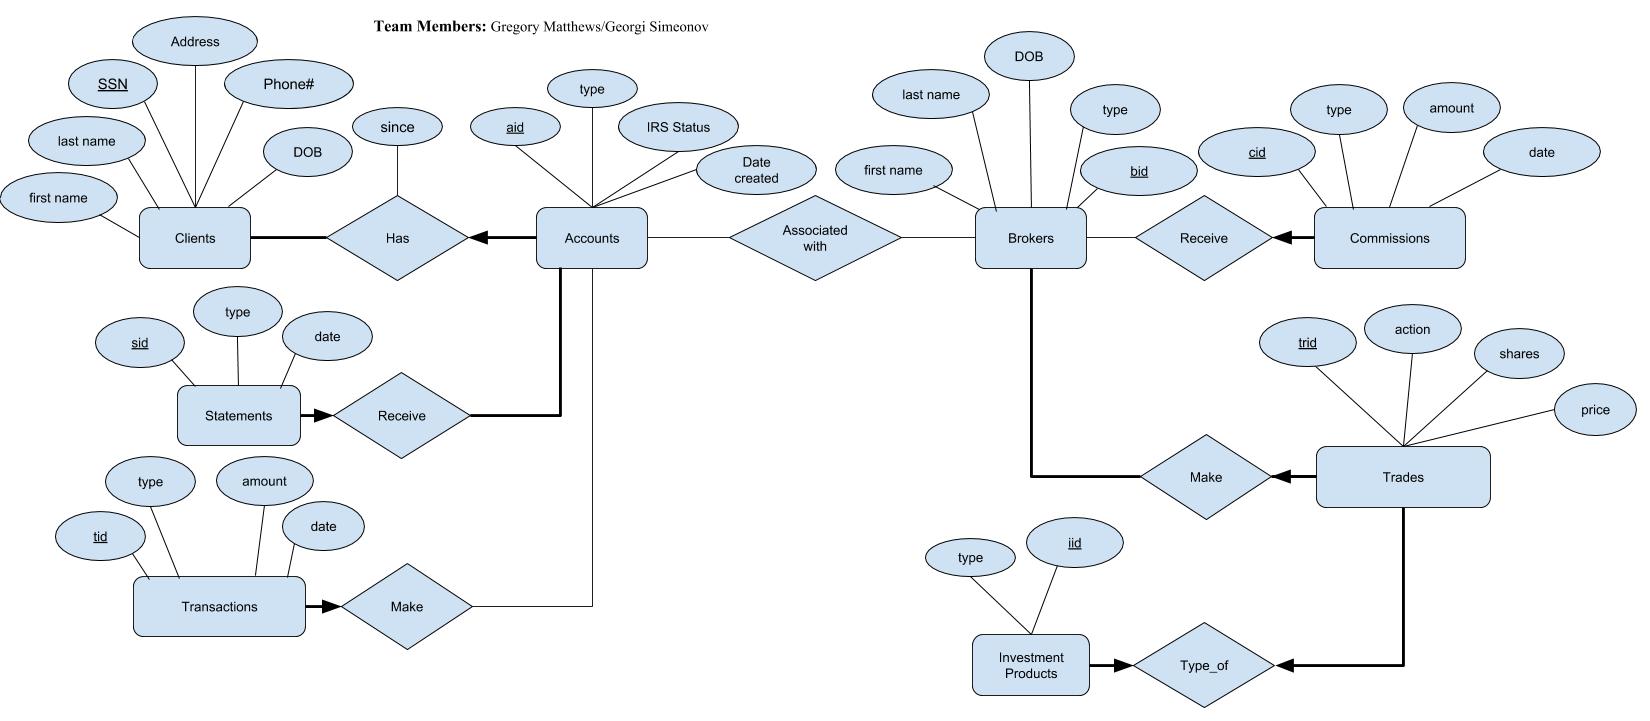 Team Members: Gregory Matthews/Georgi Simeonov
Address
SSN
Phone#
last name
DOB
first name
Clients
since
Has
type
aid
IRS Status
Date
created
Accounts
Associated
with
DOB
last name
type
first name
bid
Brokers
Receive
type
amount
cid
date
Commissions
type
sid
date
Statements
Receive
type
amount
tid
date
Transactions
Make
action
trid
shares
price
Trades
Make
iid
type
Investment
Products
Type_of